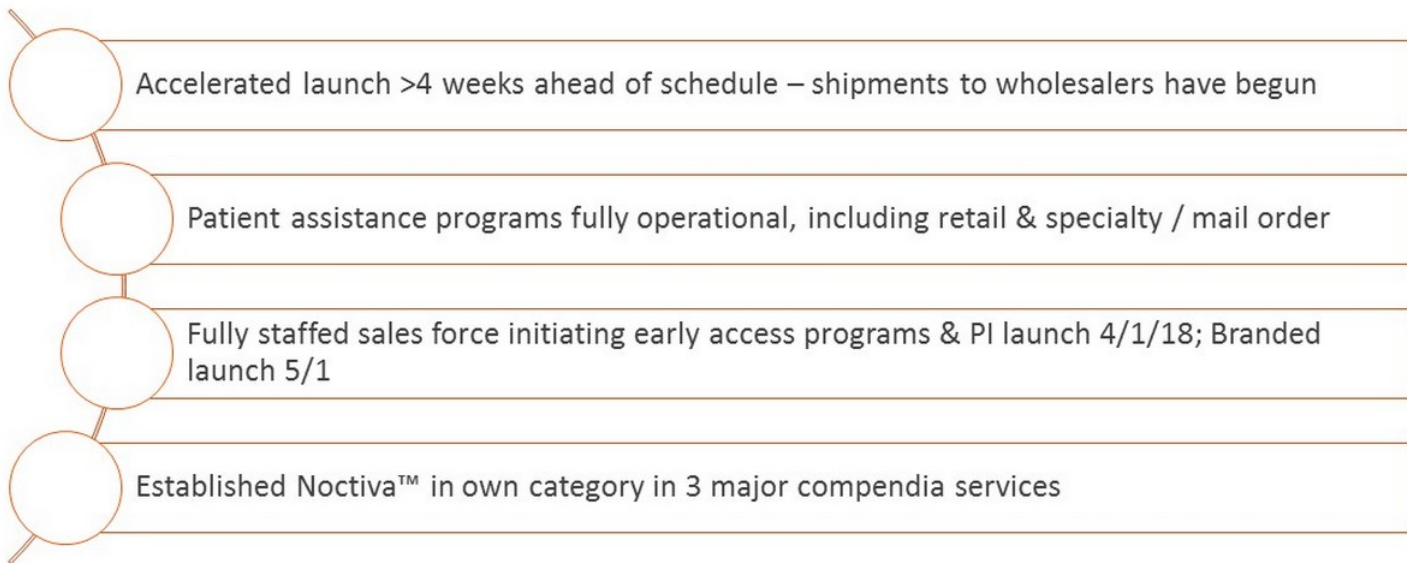 Accelerated launch >4 weeks ahead of schedule – shipments to wholesalers have begun
Patient assistance programs fully operational, including retail & specialty / mail order
Fully staffed sales force initiating early access programs & PI launch 4/1/18; Branded
launch 5/1
Established Noctiva™ in own category in 3 major compendia services